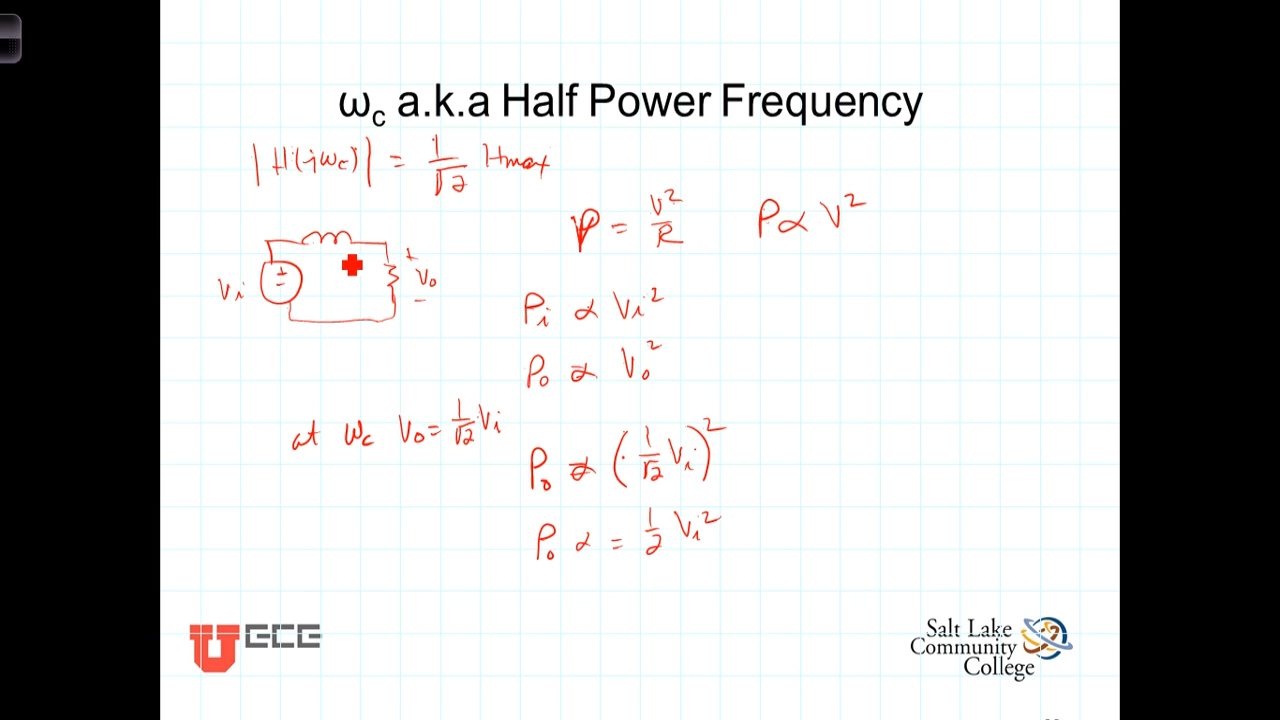 ωc a.k.a Half Power Frequency
|H(jωc)| = 1/√2 Hmax
P = V²/R P ∝ V²
Vi + - + Vo -
Pi ∝ Vi²
Po ∝ Vo²
at ωc Vo = 1/√2 Vi
Po ∝ (1/√2 Vi)²
Po ∝ = 1/2 Vi²
U ECE
Salt Lake
Community
College